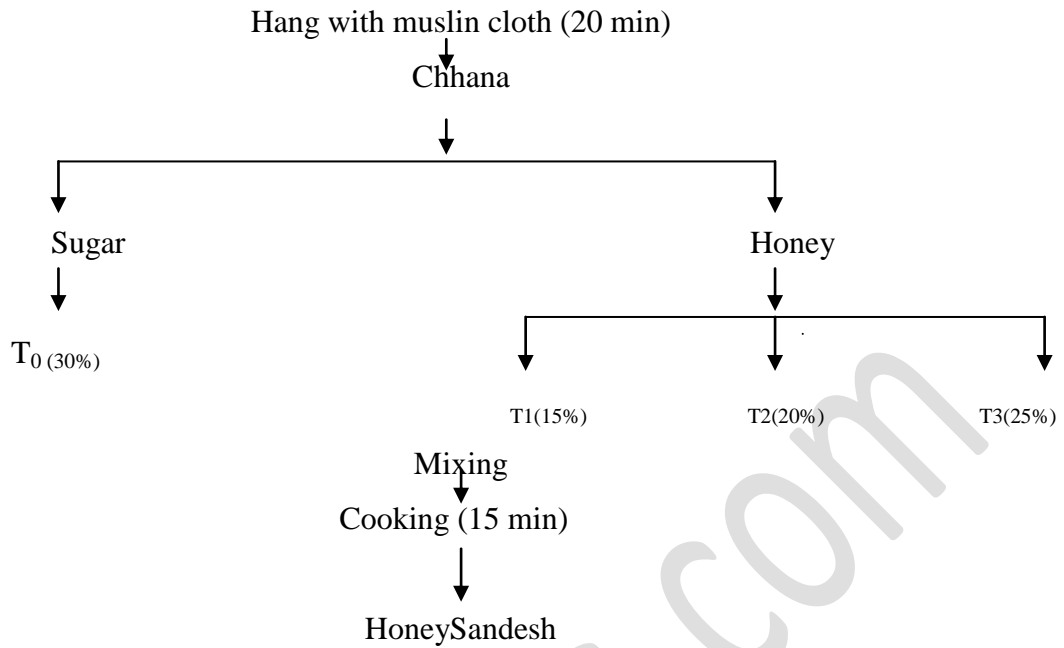 Hang with muslin cloth (20 min)
Chhana
Sugar Honey
T0 (30%)
T1(15%) T2(20%) T3(25%)
Mixing
Cooking (15 min)
HoneySandesh
com